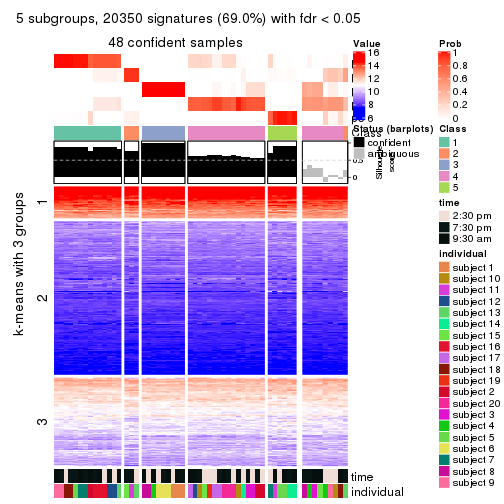 5 subgroups, 20350 signatures (69.0%) with fdr < 0.05
48 confident samples
k-means with 3 groups
1
2
3
Class
0.5
0
Silhouette
score
time
individual
Value
16
14
12
10
8
6
Prob
1
0.8
0.6
0.4
0.2
0
Status (barplots)
confident
ambiguous
Class
1
2
3
4
5
time
2:30 pm
7:30 pm
9:30 am
individual
subject 1
subject 10
subject 11
subject 12
subject 13
subject 14
subject 15
subject 16
subject 17
subject 18
subject 19
subject 2
subject 20
subject 3
subject 4
subject 5
subject 6
subject 7
subject 8
subject 9